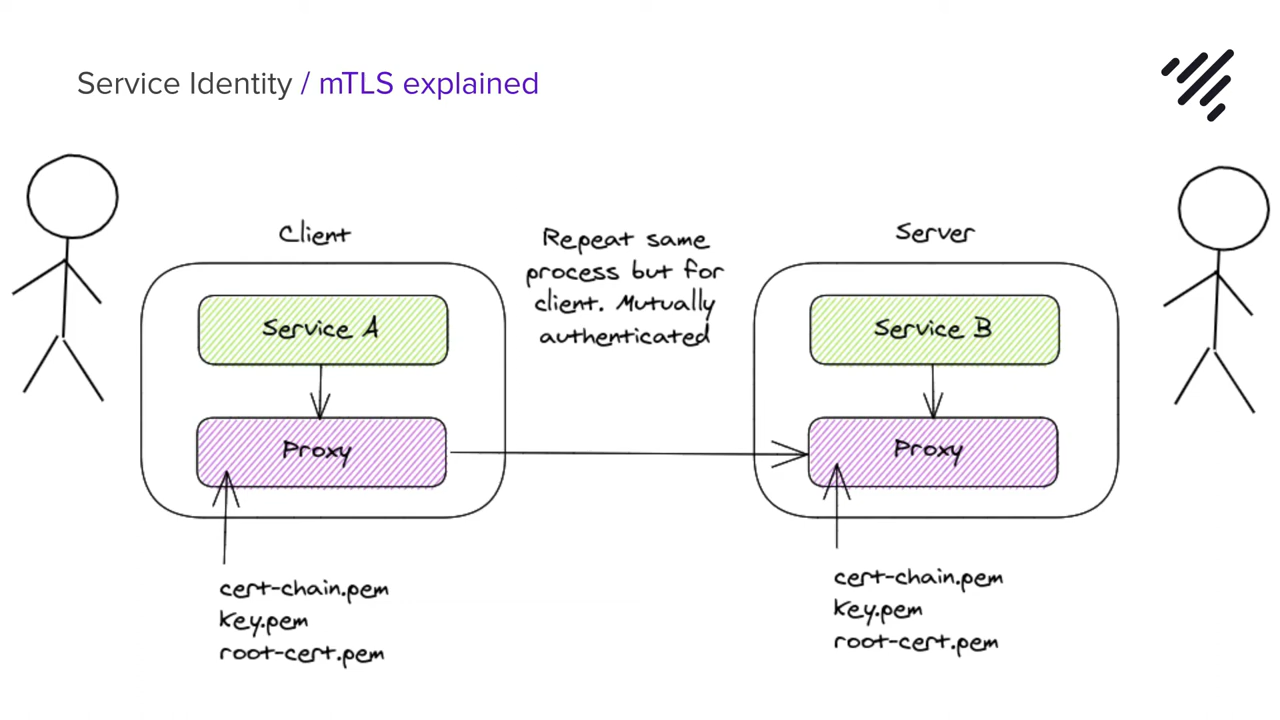 Service Identity / mTLS explained
Client
Repeat same
process but for
client. Mutually
authenticated
Server
Service A
Service B
Proxy
Proxy
cert-chain.pem
key.pem
root-cert.pem
cert-chain.pem
key.pem
root-cert.pem